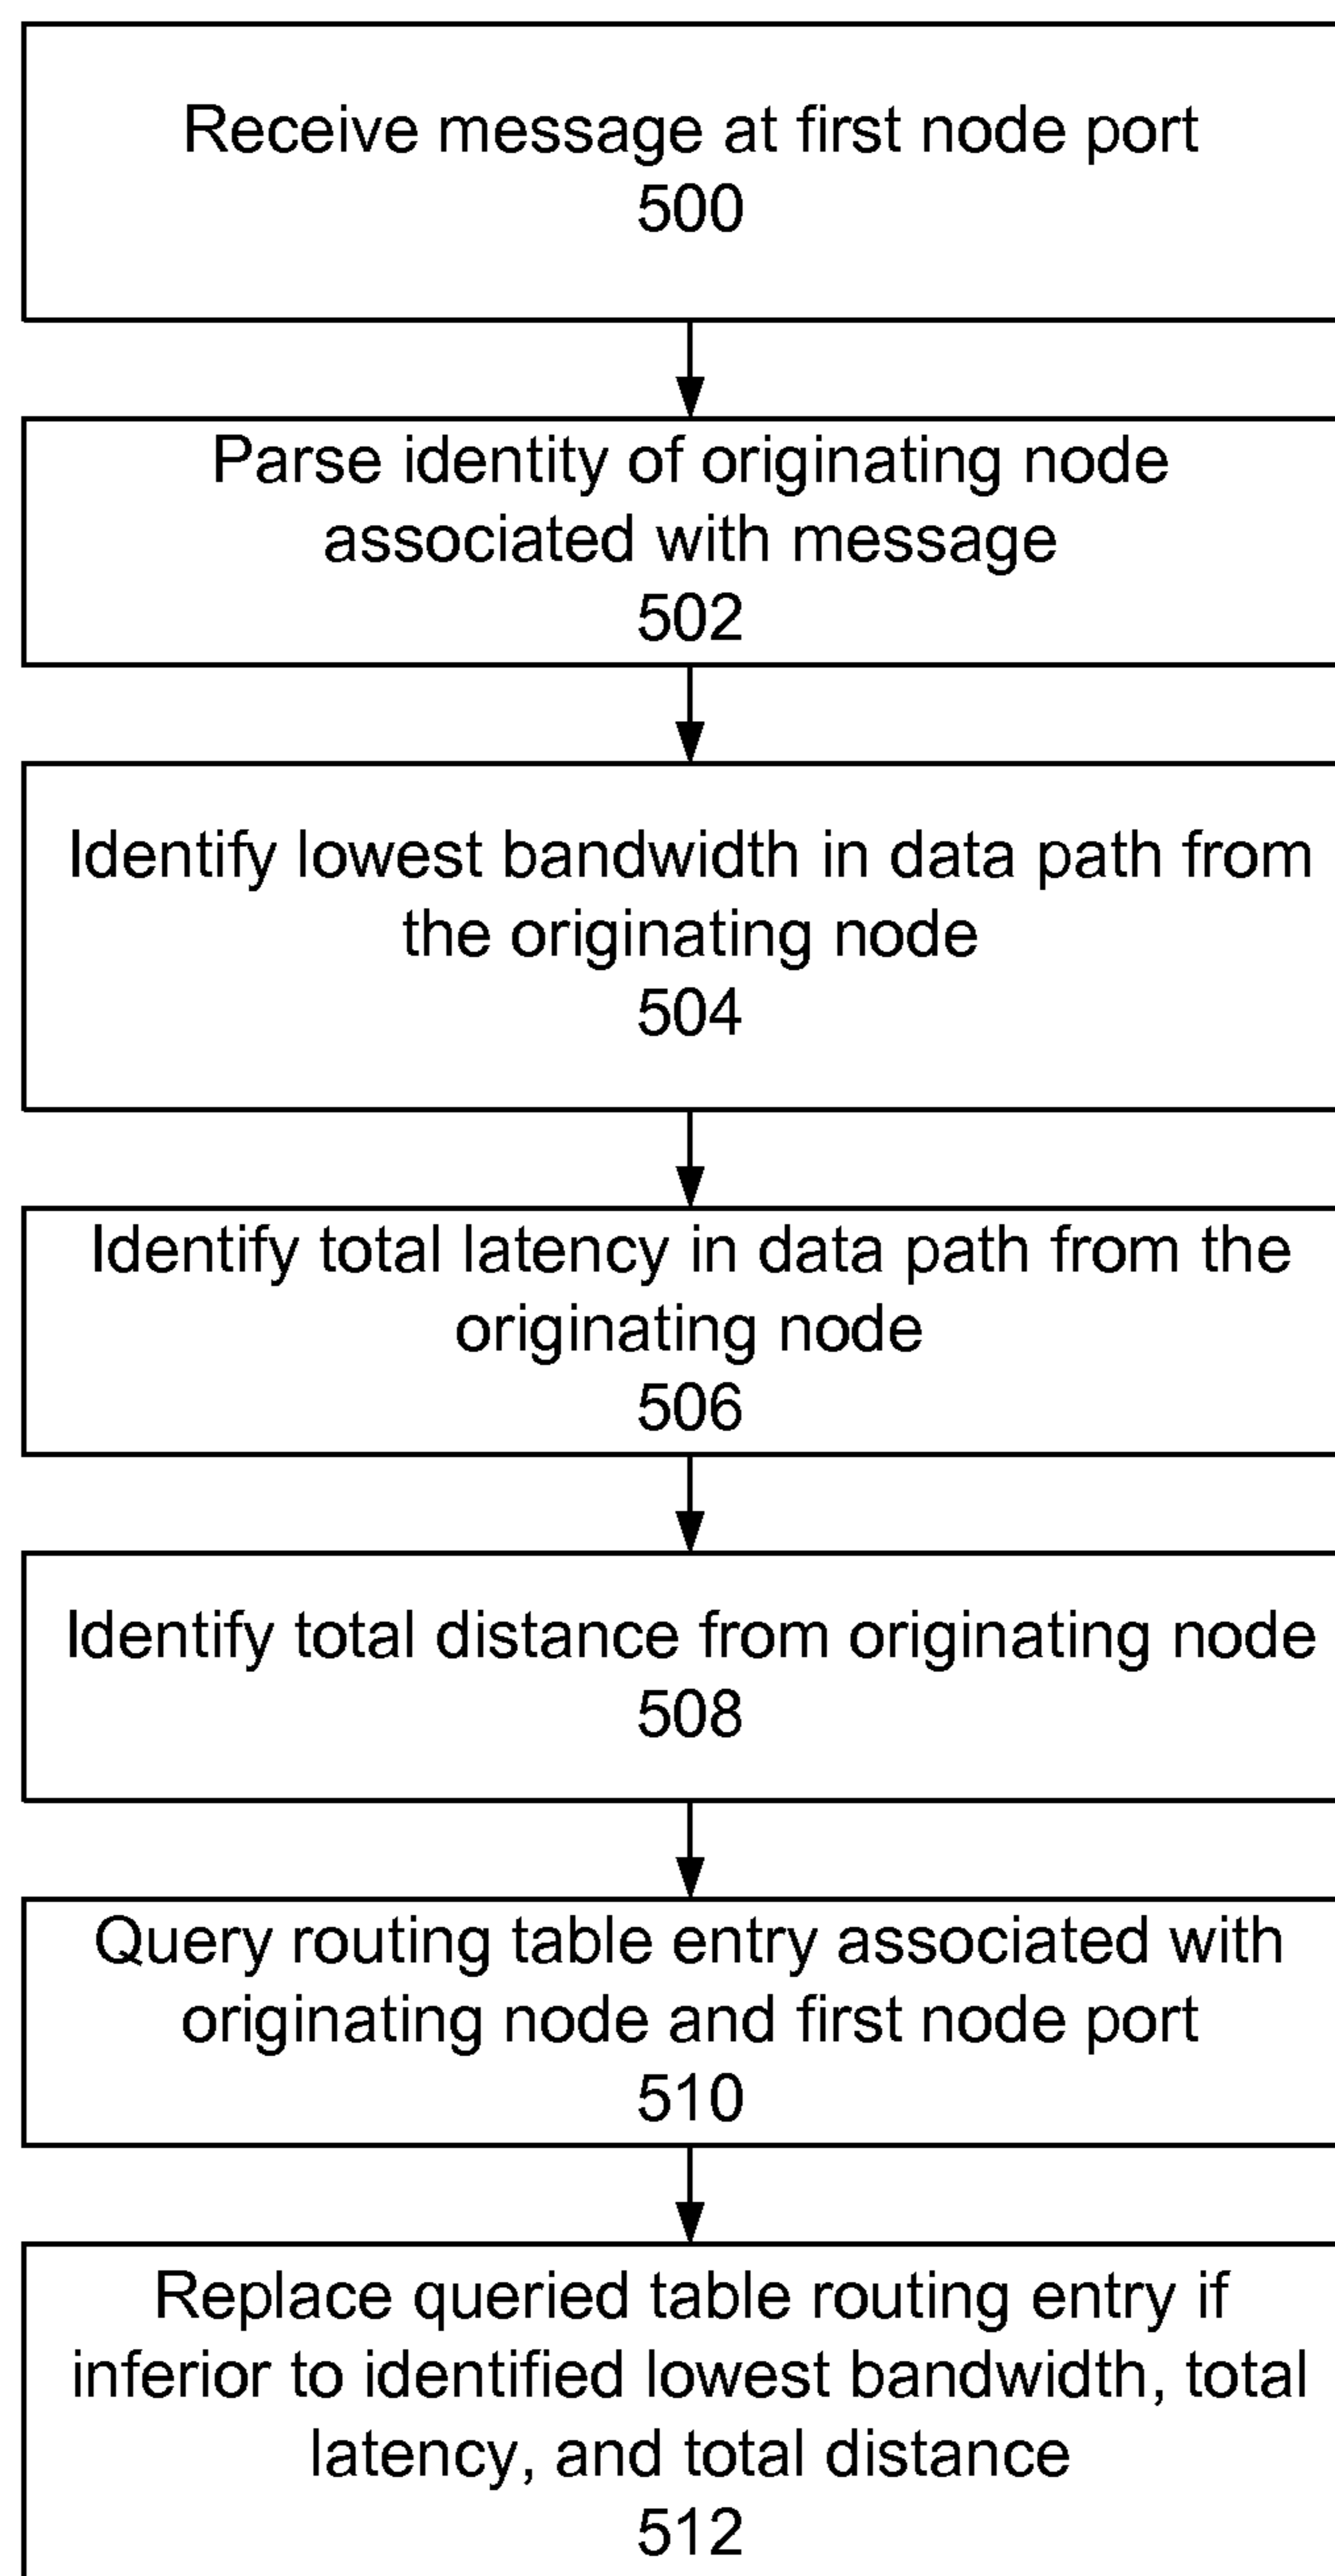 Receive message at first node port
500
Parse identity of originating node
associated with message
502
Identify lowest bandwidth in data path from
the originating node
504
Identify total latency in data path from the
originating node
506
Identify total distance from originating node
508
Query routing table entry associated with
originating node and first node port
510
Replace queried table routing entry if
inferior to identified lowest bandwidth, total
latency, and total distance
512